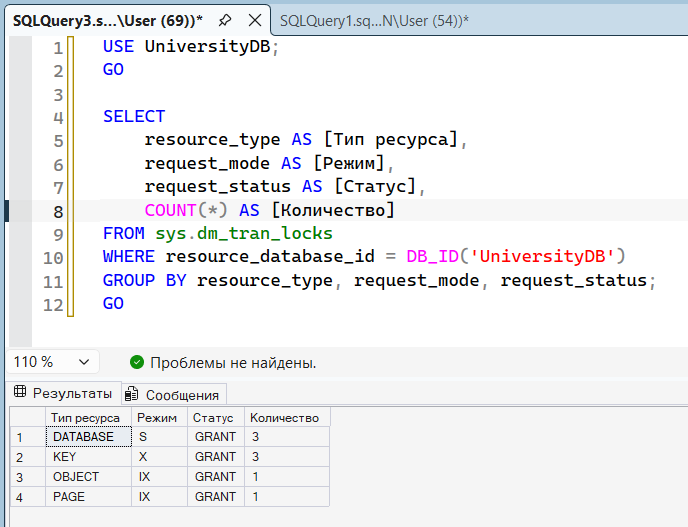 SQLQuery3.s...\User (69))* SQLQuery1.sq...N\User (54))*
1 USE UniversityDB;
2 GO
3
4 SELECT
5 resource_type AS [Тип ресурса],
6 request_mode AS [Режим],
7 request_status AS [Статус],
8 COUNT(*) AS [Количество]
9 FROM sys.dm_tran_locks
10 WHERE resource_database_id = DB_ID('UniversityDB')
11 GROUP BY resource_type, request_mode, request_status;
12 GO
110 % Проблемы не найдены.
Результаты Сообщения
Тип ресурса Режим Статус Количество
1 DATABASE S GRANT 3
2 KEY X GRANT 3
3 OBJECT IX GRANT 1
4 PAGE IX GRANT 1